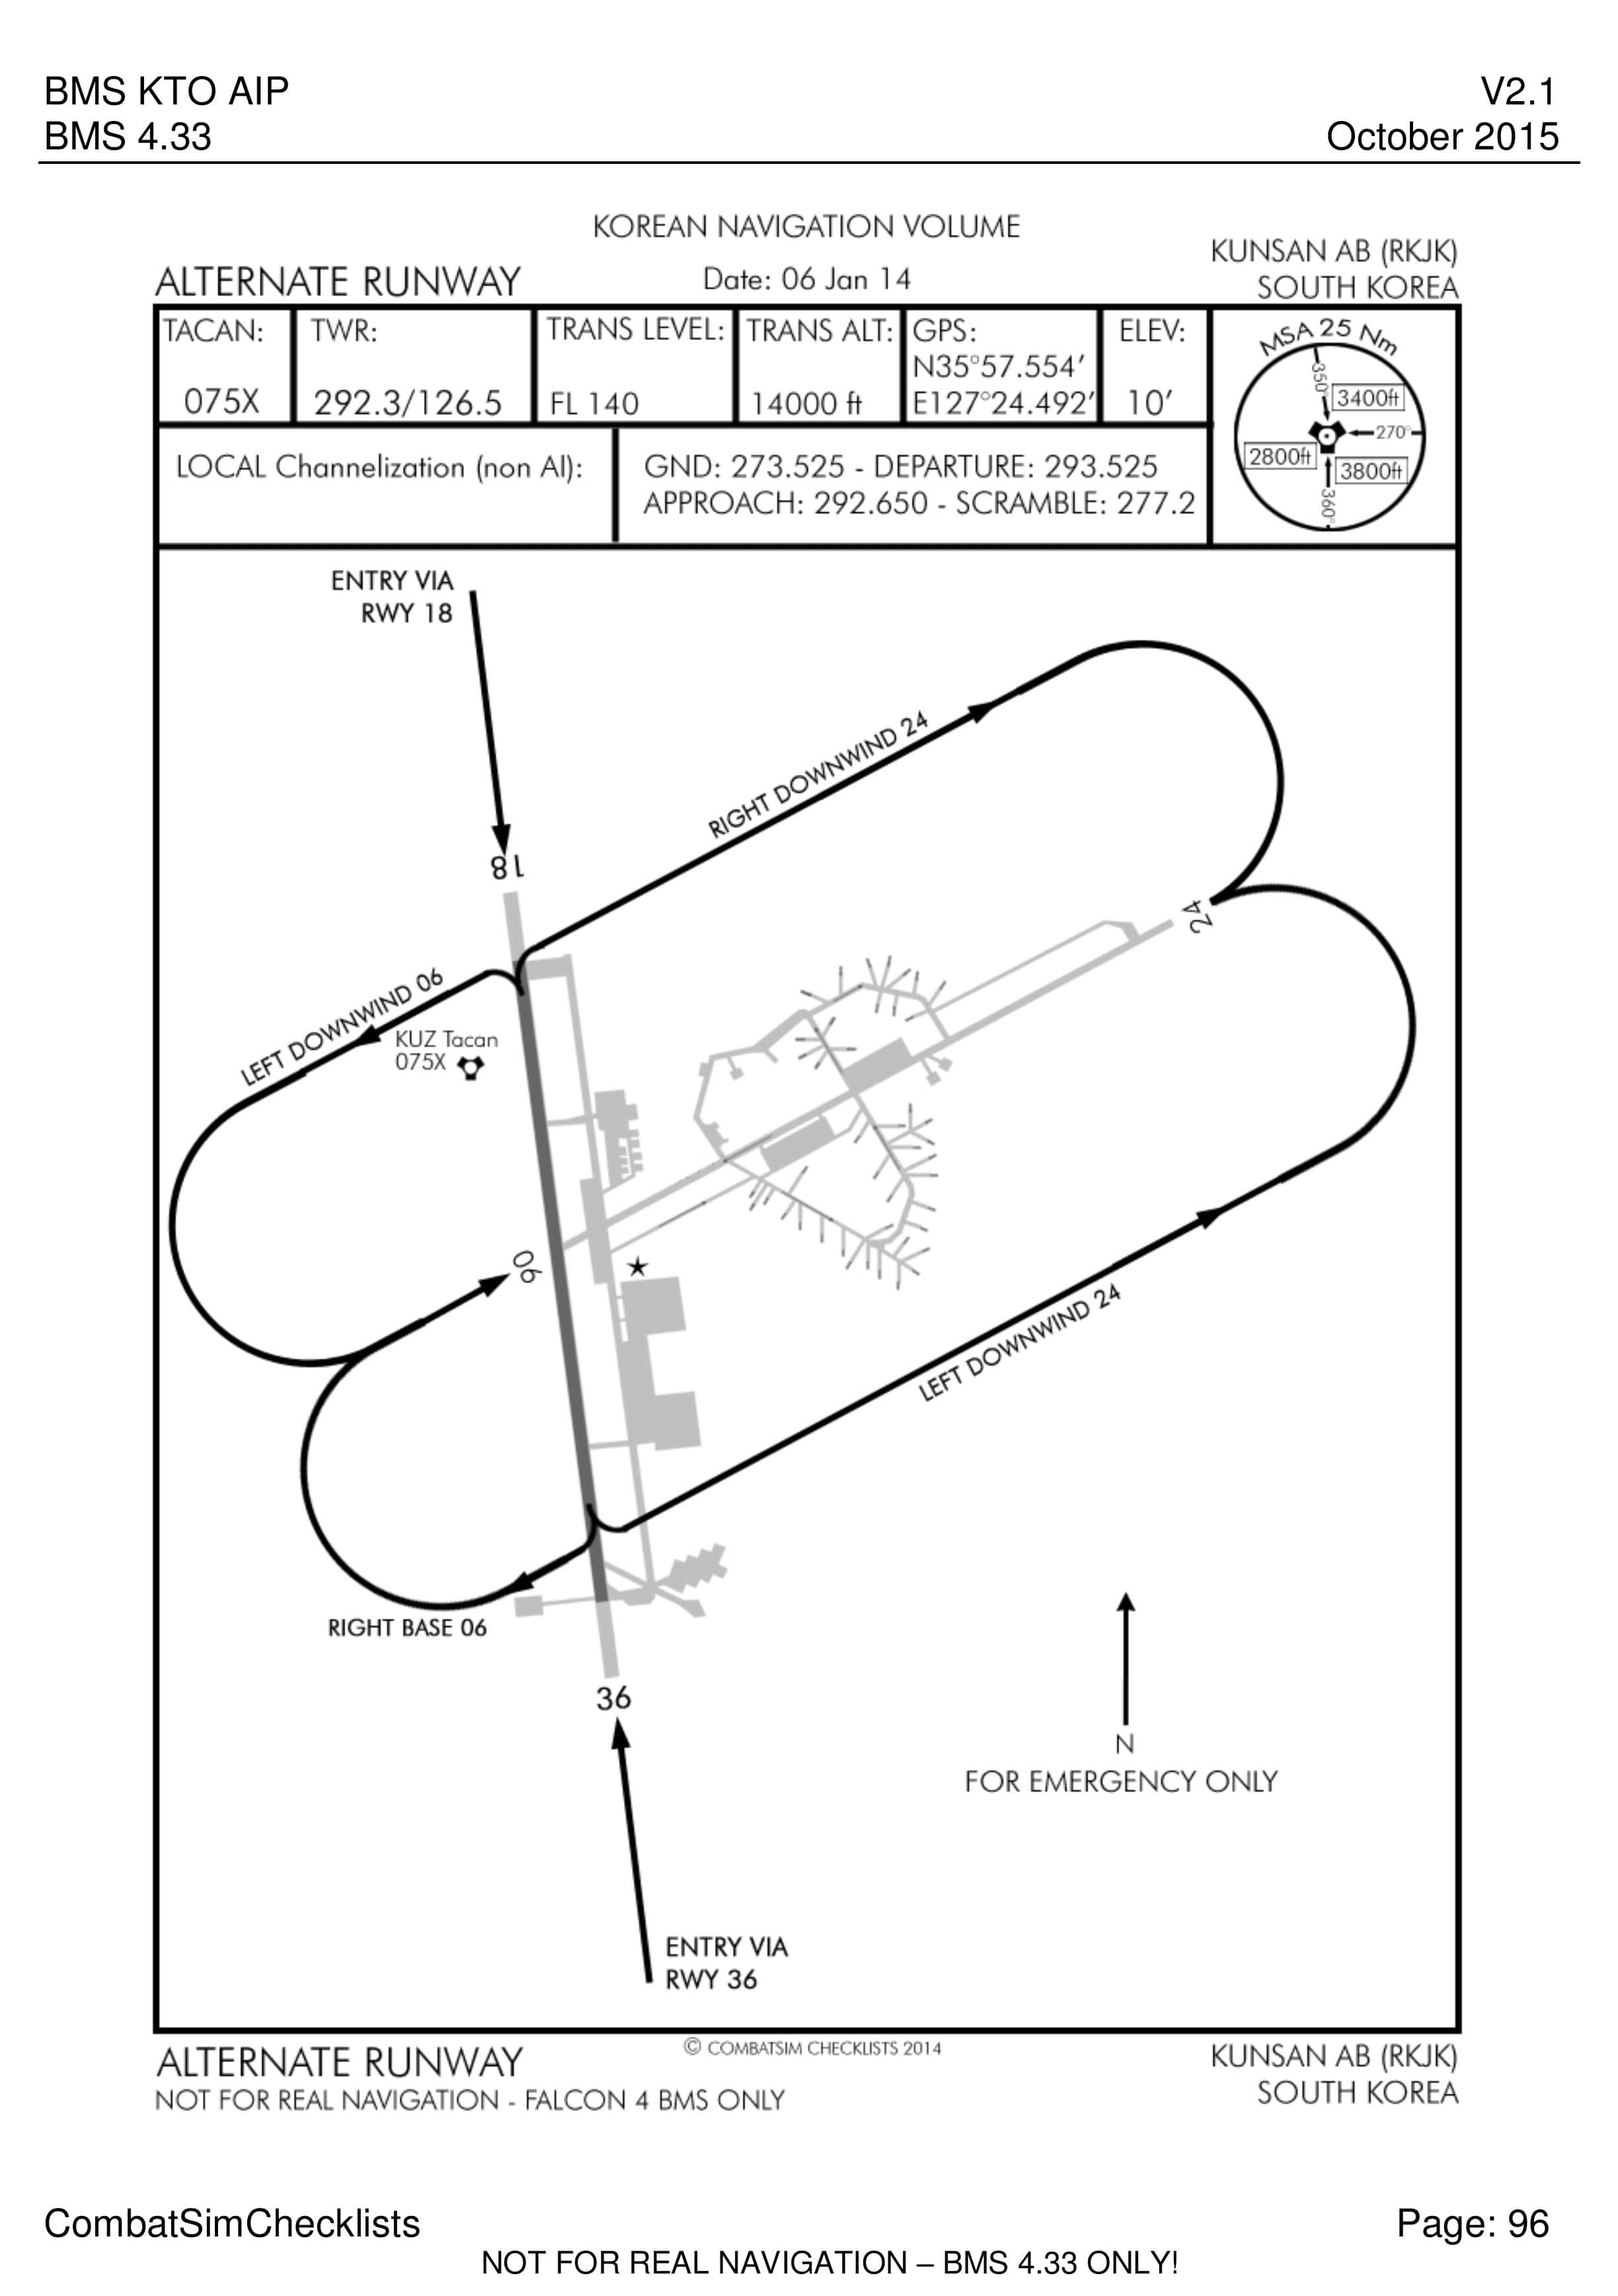 BMS KTO AIP
V2.1
BMS 4.33
October 2015
KOREAN NAVIGATION VOLUME
KUNSAN AB (RKJK)
ALTERNATE RUNWAY
Date: 06 Jan 14
SOUTH KOREA
TACAN:
075X
TWR:
292.3/126.5
TRANS LEVEL:
FL 140
TRANS ALT:
14000 ft
GPS:
N35°57.554'
E127°24.492'
ELEV:
10'
MSA 25 Nm
350°
3400ft
270°
2800ft
3800ft
360°
LOCAL Channelization (non AI):
GND: 273.525 - DEPARTURE: 293.525
APPROACH: 292.650 - SCRAMBLE: 277.2
ENTRY VIA
RWY 18
RIGHT DOWNWIND 24
18
24
LEFT DOWNWIND 06
KUZ Tacan
075X
06
LEFT DOWNWIND 24
RIGHT BASE 06
36
N
FOR EMERGENCY ONLY
ENTRY VIA
RWY 36
© COMBATSIM CHECKLISTS 2014
ALTERNATE RUNWAY
KUNSAN AB (RKJK)
NOT FOR REAL NAVIGATION - FALCON 4 BMS ONLY
SOUTH KOREA
CombatSimChecklists
Page: 96
NOT FOR REAL NAVIGATION – BMS 4.33 ONLY!